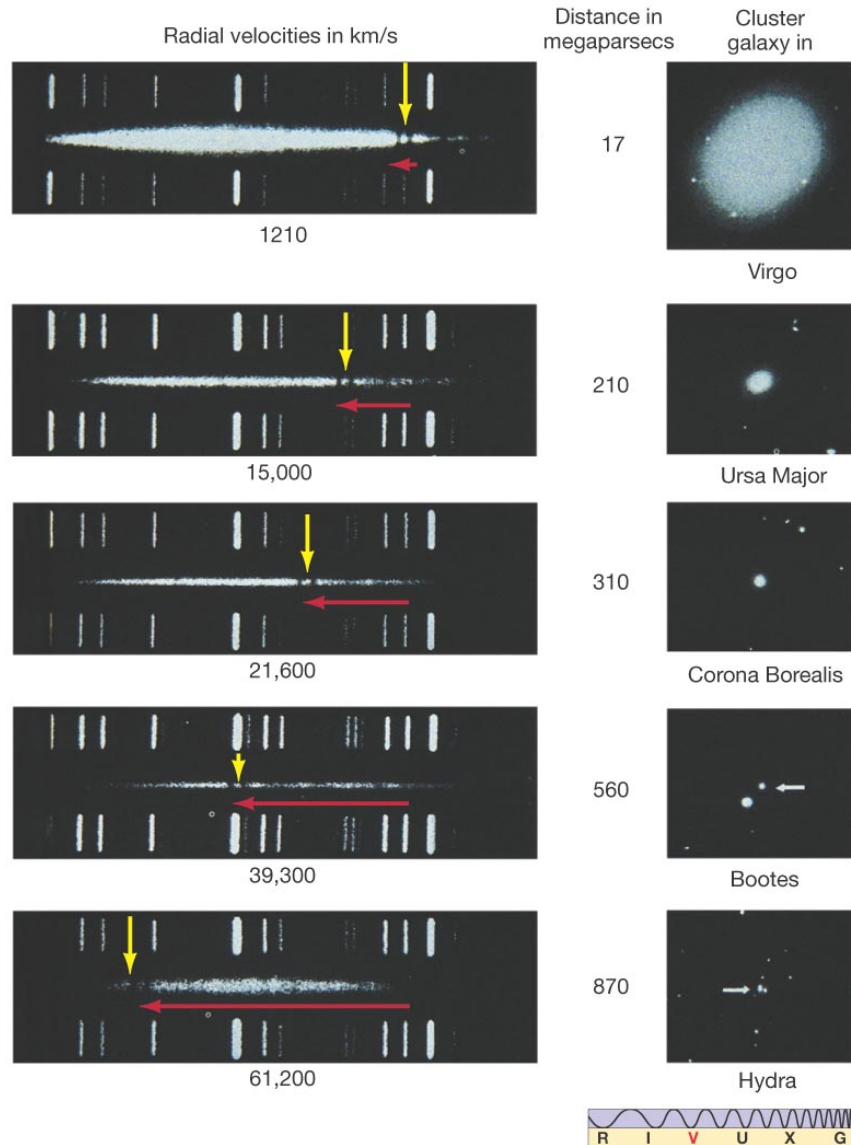 Radial velocities in km/s
Distance in
megaparsecs
Cluster
galaxy in
1210
17
Virgo
15,000
210
Ursa Major
21,600
310
Corona Borealis
39,300
560
Bootes
61,200
870
Hydra
R I V U X G